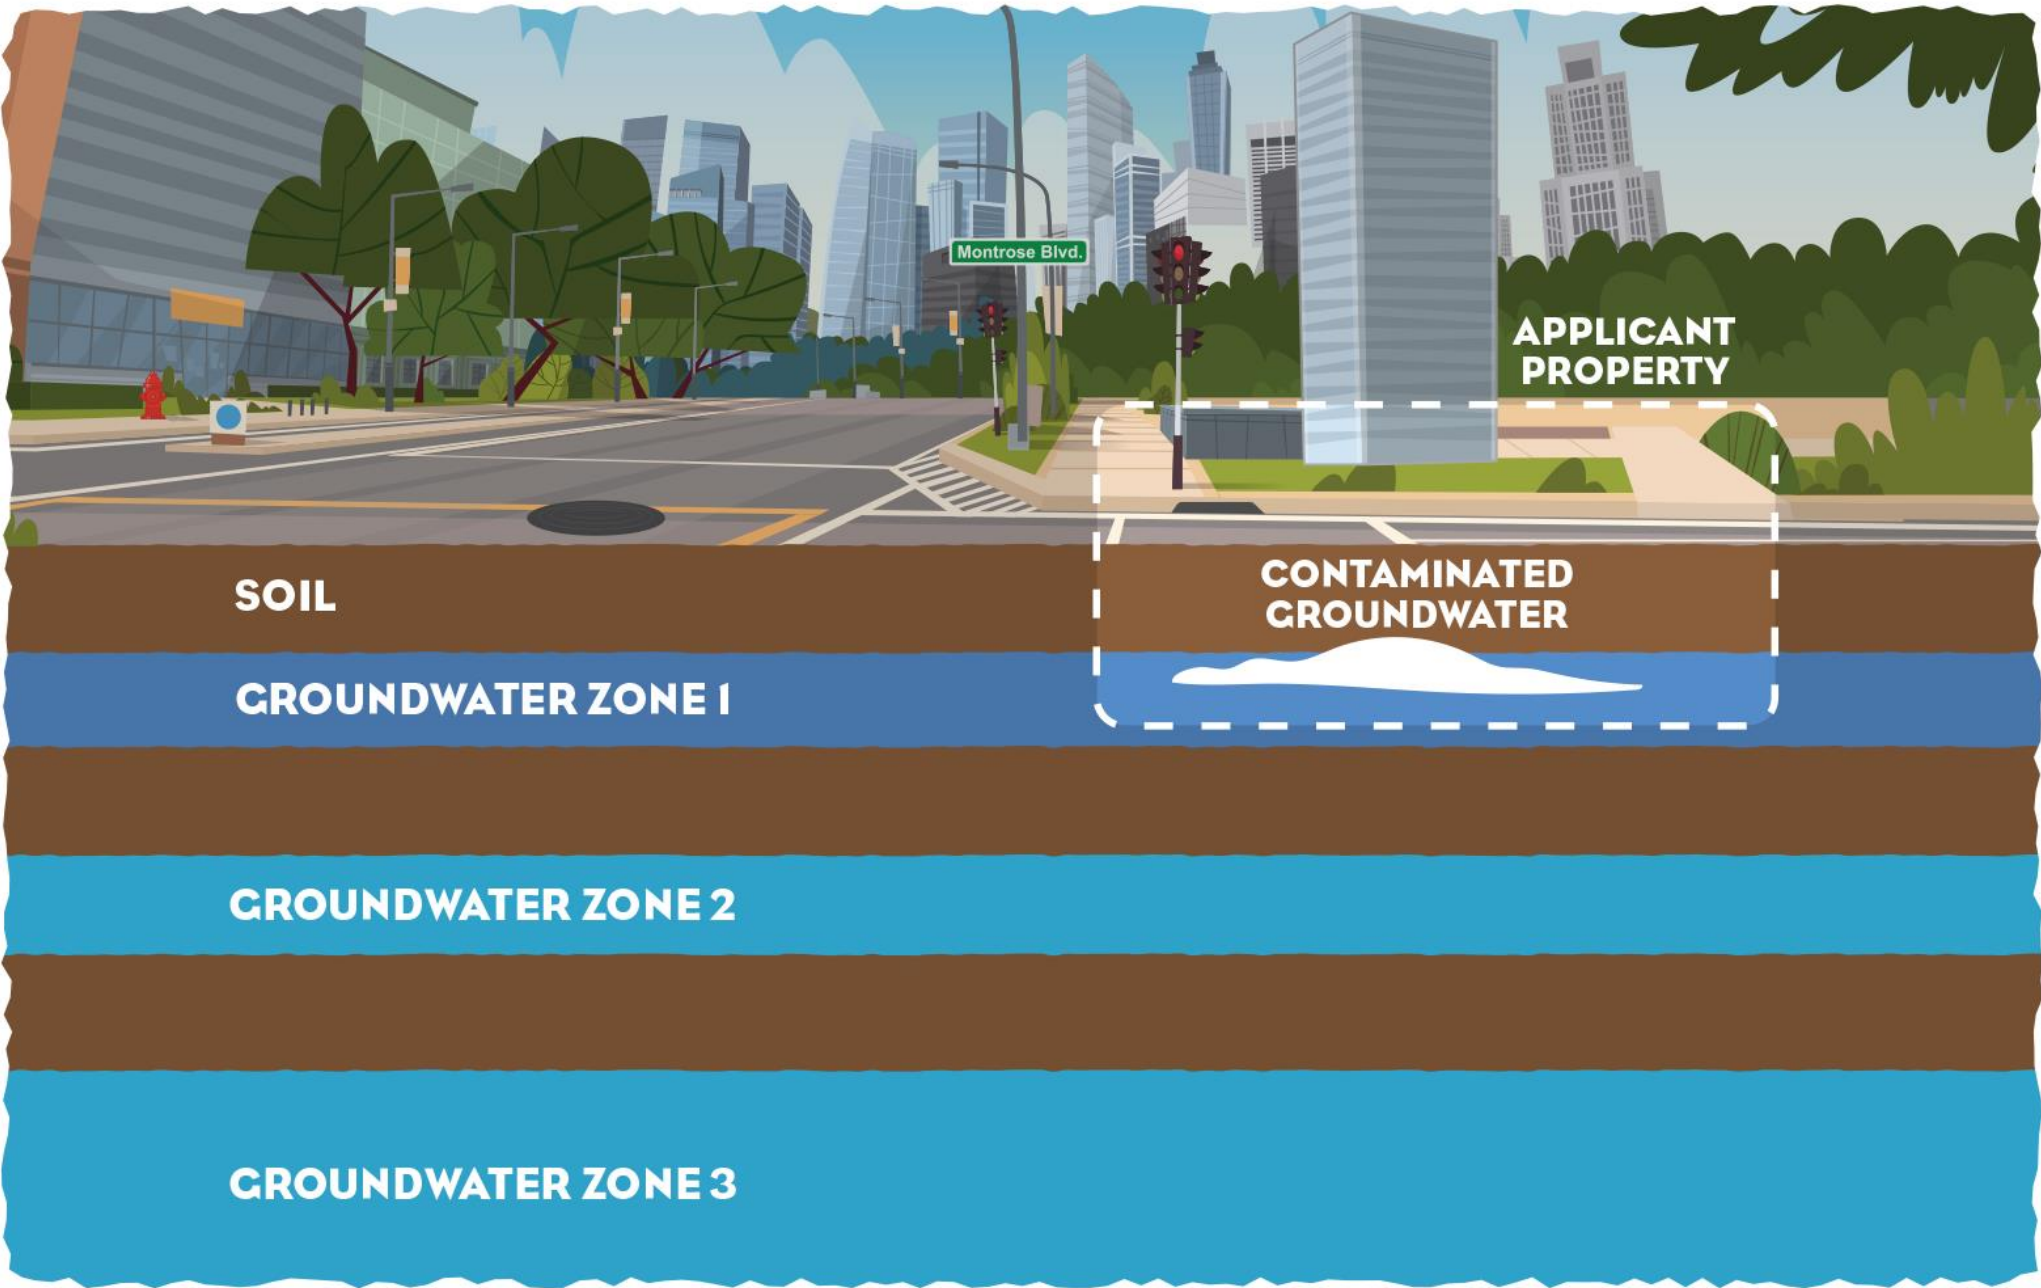 Montrose Blvd.
APPLICANT
PROPERTY
CONTAMINATED
GROUNDWATER
SOIL
GROUNDWATER ZONE 1
GROUNDWATER ZONE 2
GROUNDWATER ZONE 3